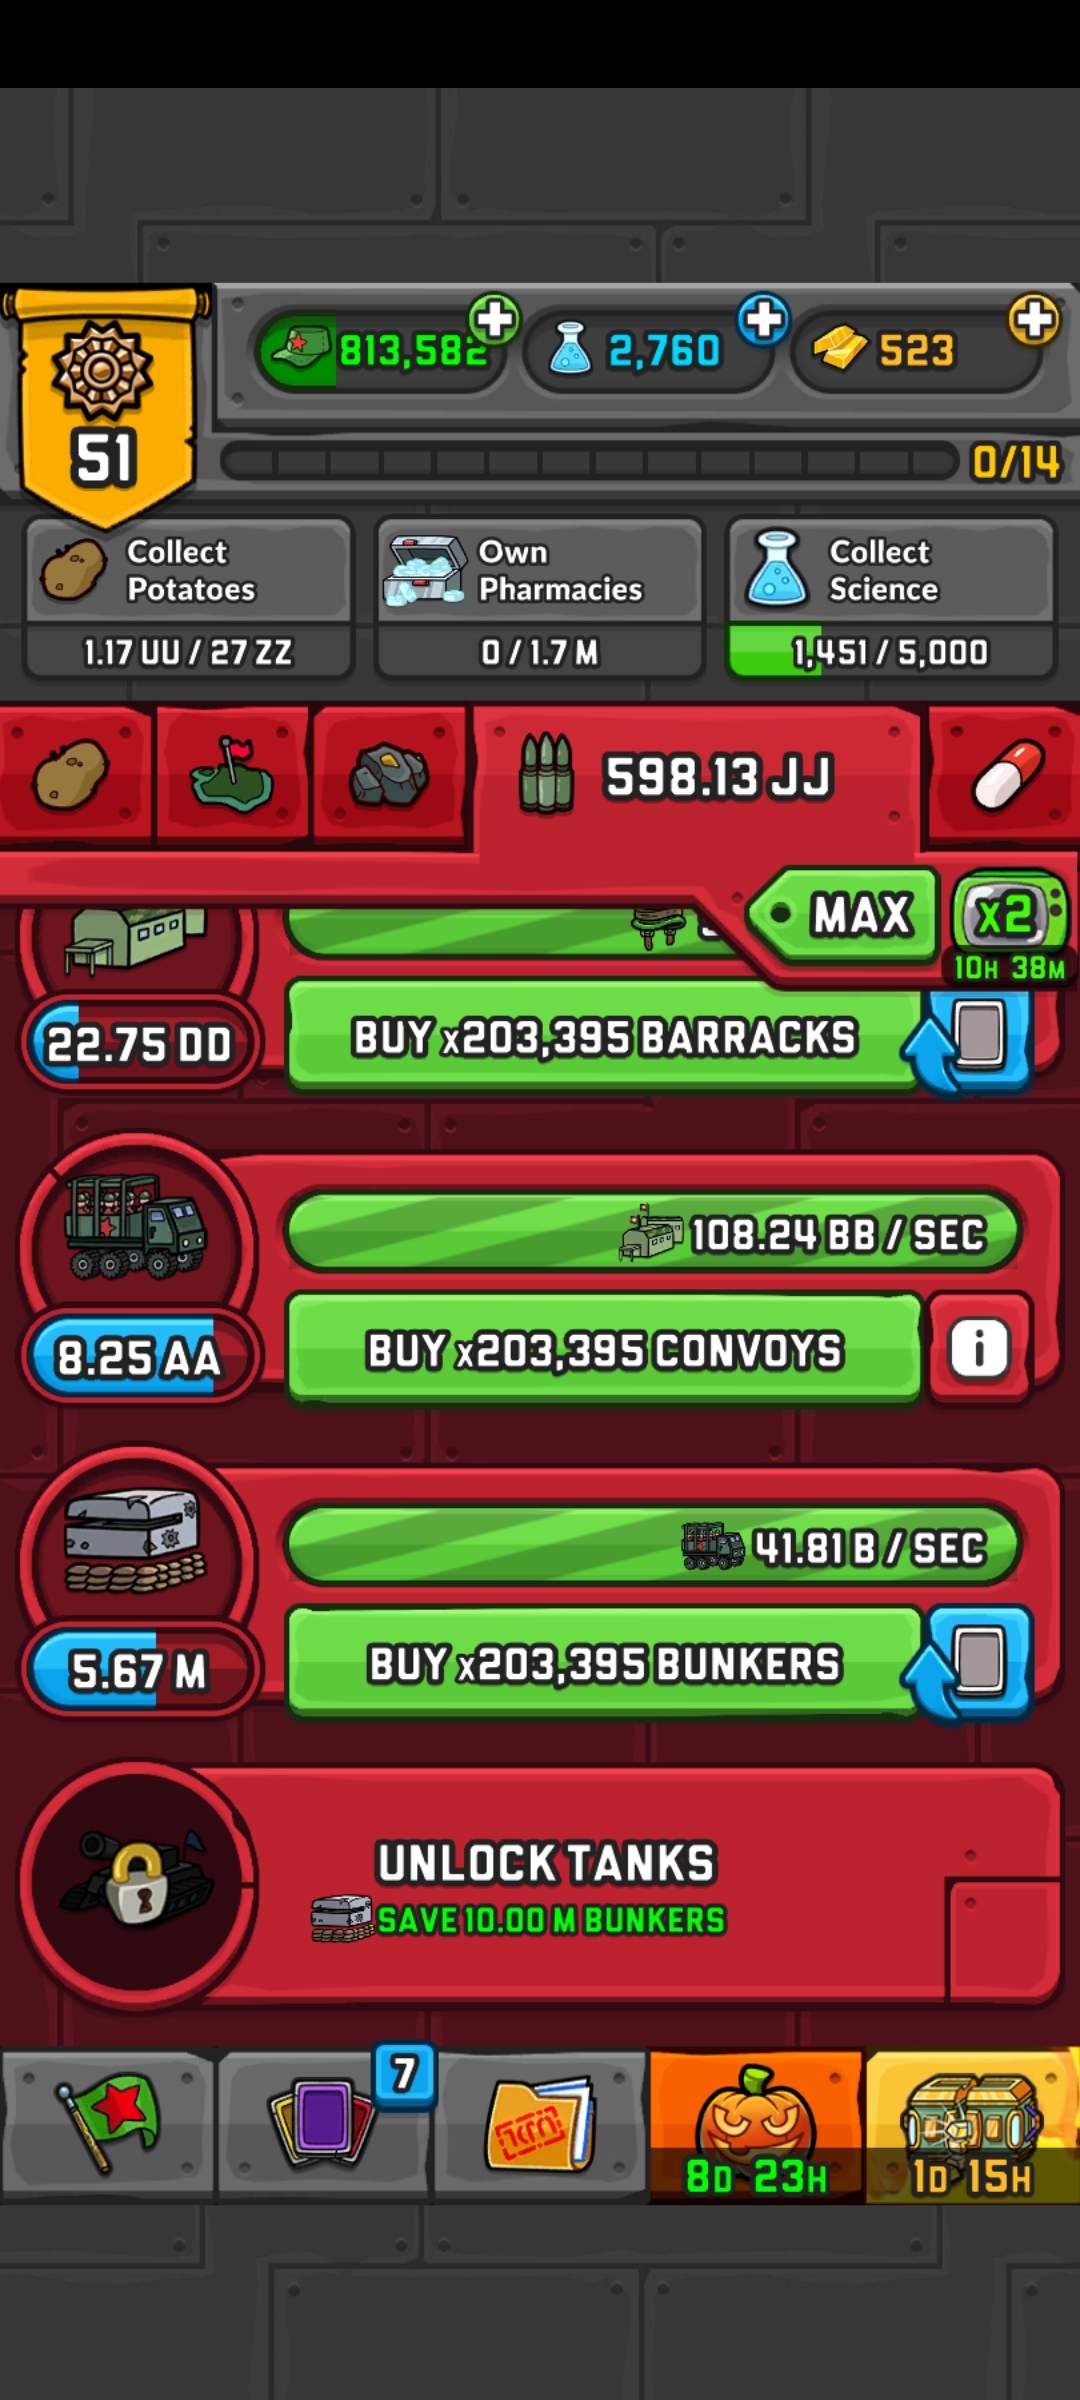 813,582
2,760
523
51
0/14
Collect
Potatoes
1.17 UU / 27 ZZ
Own
Pharmacies
0 / 1.7 M
Collect
Science
1,451 / 5,000
598.13 JJ
MAX
x2
10H 38M
22.75 DD
BUY x203,395 BARRACKS
108.24 BB / SEC
8.25 AA
BUY x203,395 CONVOYS
i
41.81 B / SEC
5.67 M
BUY x203,395 BUNKERS
UNLOCK TANKS
SAVE 10.00 M BUNKERS
7
8D 23H
1D 15H